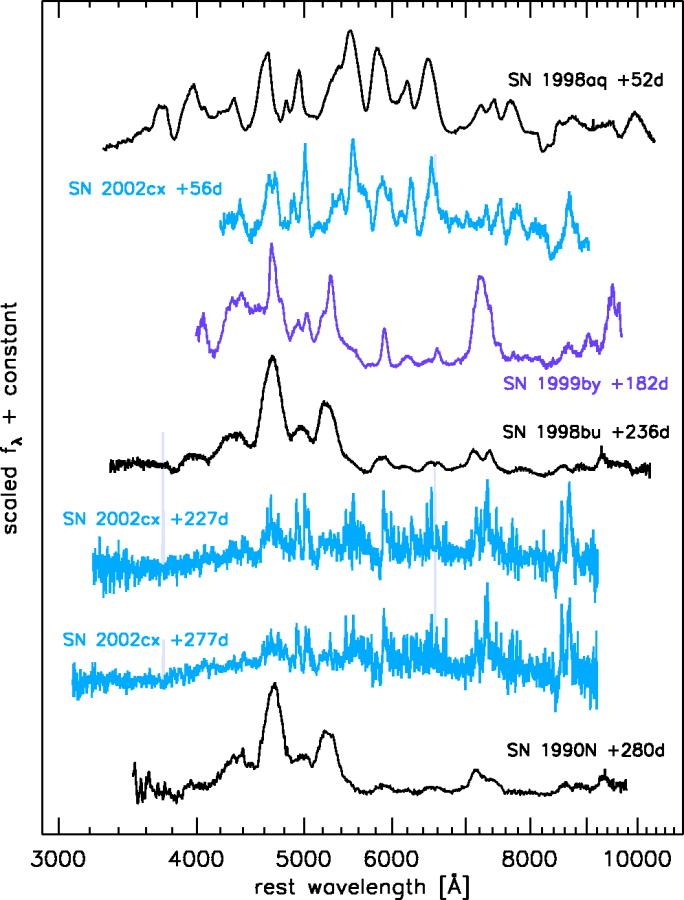 SN 1998aq +52d
SN 2002cx +56d
SN 1999by +182d
SN 1998bu +236d
SN 2002cx +227d
SN 2002cx +277d
SN 1990N +280d
scaled fλ + constant
3000 4000 5000 6000 8000 10000
rest wavelength [Å]